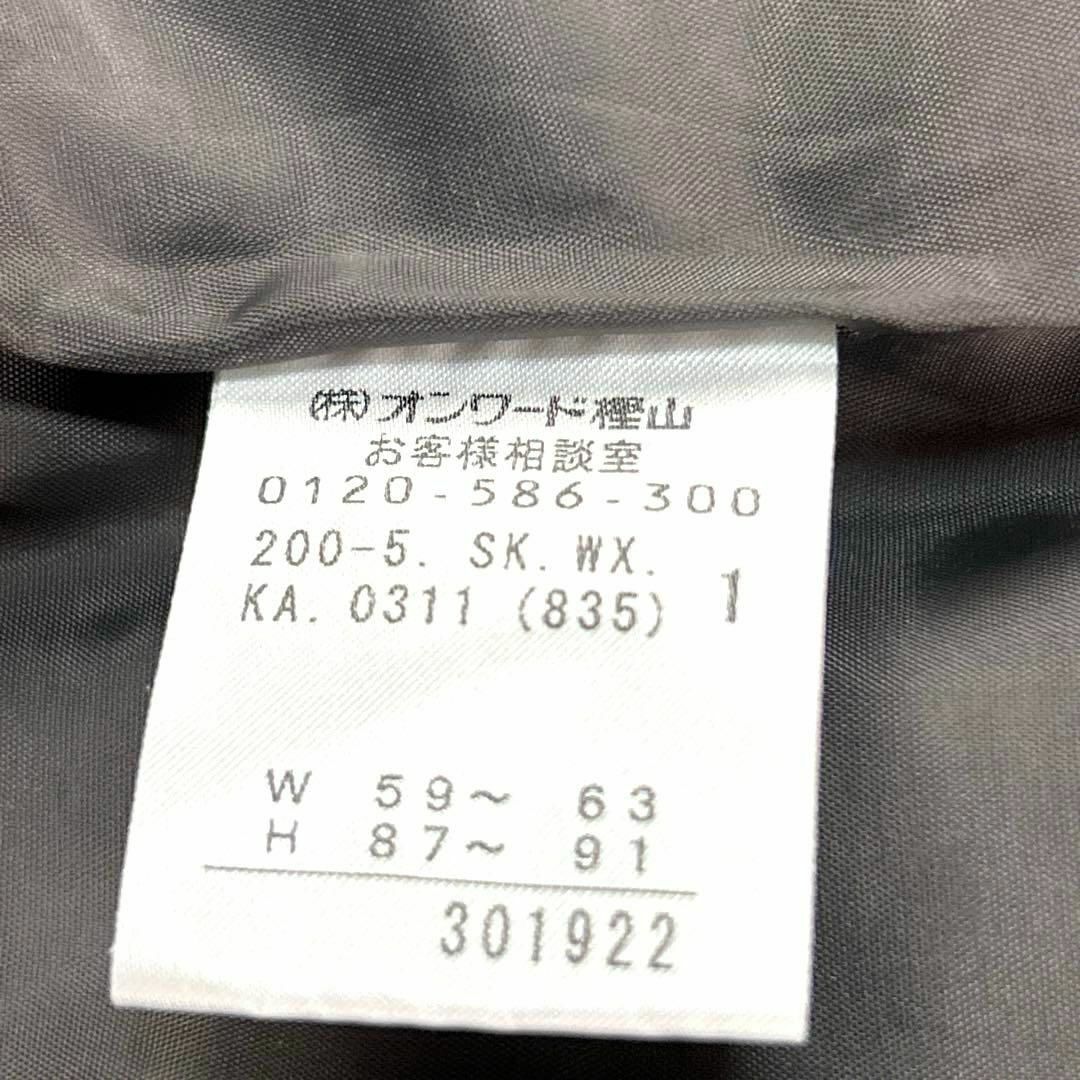 (株)オンワード樫山
お客様相談室
0120-586-300
200-5. SK. WX.
KA. 0311 (835) 1
W 59～ 63
H 87～ 91
301922